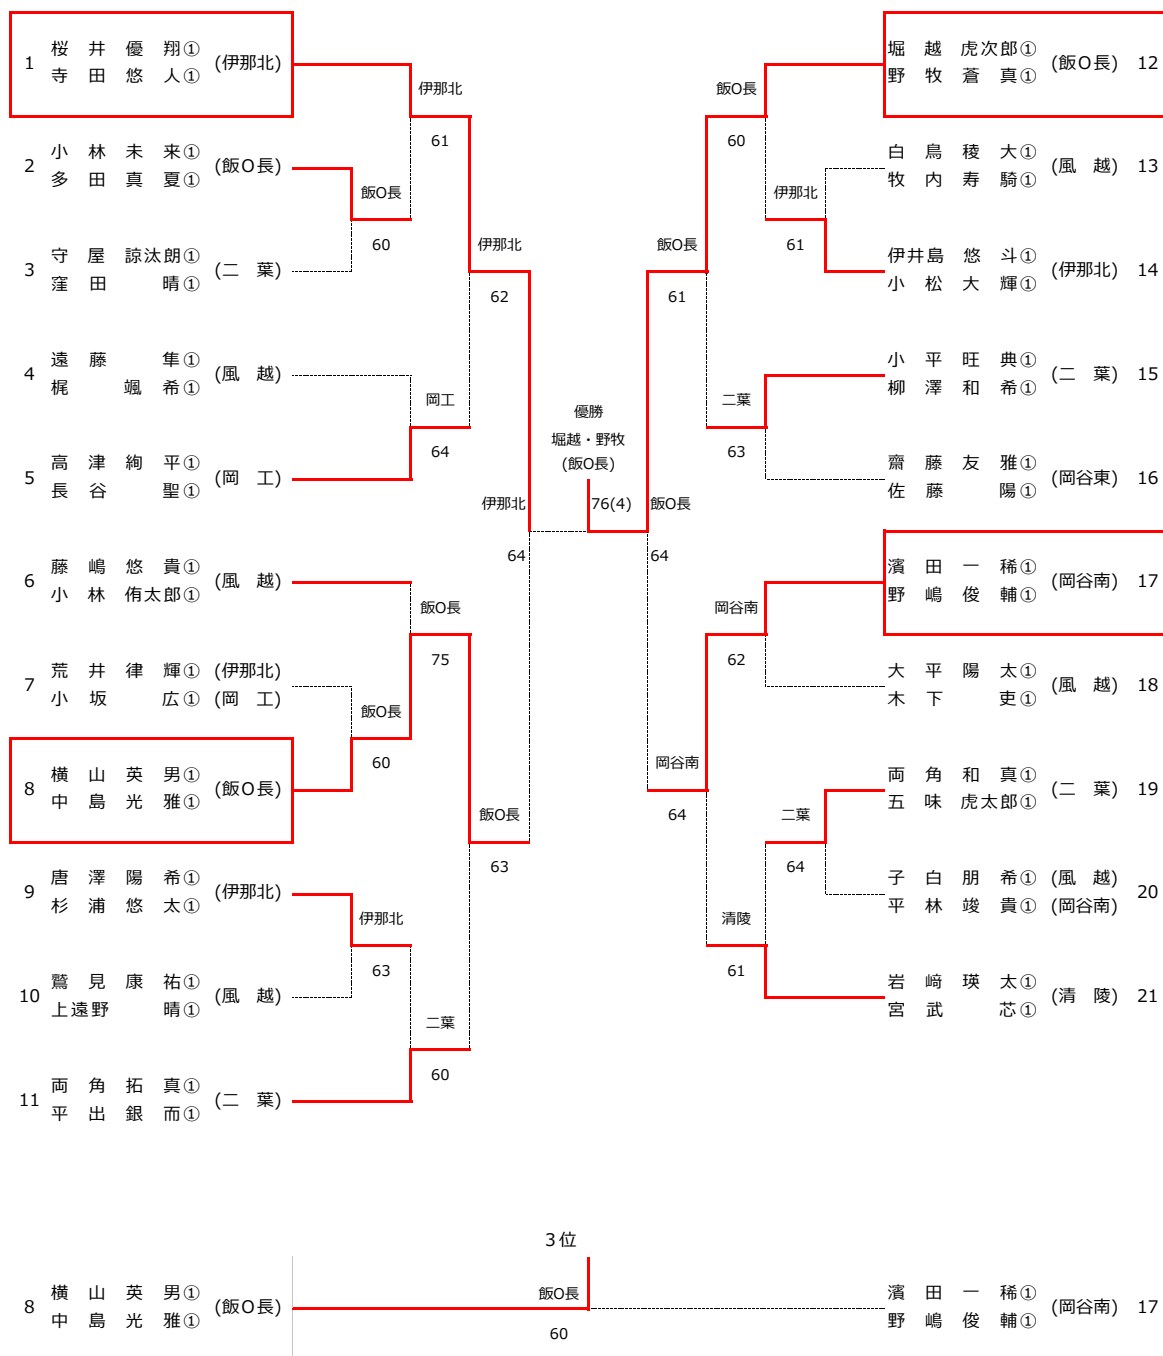 1 桜井優翔① (伊那北)
寺田悠人①
2 小林未来① (飯O長)
多田真夏①
3 守屋諒汰朗① (二葉)
窪田晴①
4 遠藤隼① (風越)
梶颯希①
5 高津絢平① (岡工)
長谷聖①
6 藤嶋悠貴① (風越)
小林侑太郎①
7 荒井律輝① (伊那北)
小坂広① (岡工)
8 横山英男① (飯O長)
中島光雅①
9 唐澤陽希① (伊那北)
杉浦悠太①
10 鷲見康祐① (風越)
上遠野晴①
11 両角拓真① (二葉)
平出銀而①
伊那北
61
飯O長
60
伊那北
62
岡工
64
伊那北
64
飯O長
75
飯O長
60
飯O長
63
伊那北
63
二葉
60
優勝
堀越・野牧
(飯O長)
76(4)
飯O長
60
伊那北
61
飯O長
61
二葉
63
飯O長
64
岡谷南
62
岡谷南
64
二葉
64
清陵
61
堀越虎次郎① (飯O長) 12
野牧蒼真①
白鳥稜大① (風越) 13
牧内寿騎①
伊井島悠斗① (伊那北) 14
小松大輝①
小平旺典① (二葉) 15
柳澤和希①
齋藤友雅① (岡谷東) 16
佐藤陽①
濱田一稀① (岡谷南) 17
野嶋俊輔①
大平陽太① (風越) 18
木下吏①
両角和真① (二葉) 19
五味虎太郎①
子白朋希① (風越) 20
平林竣貴① (岡谷南)
岩﨑瑛太① (清陵) 21
宮武芯①
3位
8 横山英男① (飯O長)
中島光雅①
飯O長
60
濱田一稀① (岡谷南) 17
野嶋俊輔①